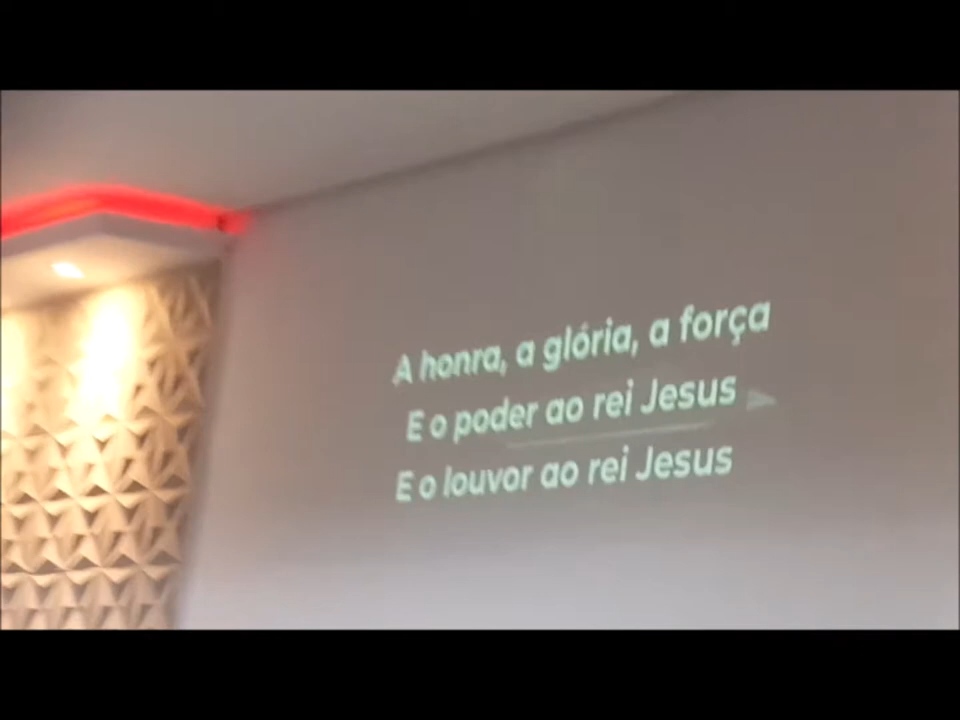 A honra, a glória, a força
E o poder ao rei Jesus
E o louvor ao rei Jesus